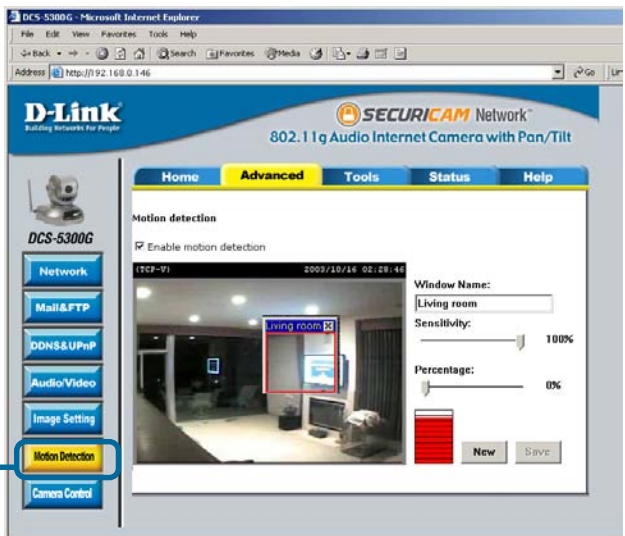 DCS-5300G - Microsoft Internet Explorer
File Edit View Favorites Tools Help
Back Search Favorites Media
Address http://192.168.0.146 Go
D-Link
Building Networks for People
SECURICAM Network™
802.11g Audio Internet Camera with Pan/Tilt
Home Advanced Tools Status Help
DCS-5300G
Network
Mail&FTP
DDNS&UPnP
Audio/Video
Image Setting
Motion Detection
Camera Control
Motion detection
Enable motion detection
(TCP-V) 2003/10/16 02:28:46
Living room
Window Name:
Living room
Sensitivity:
100%
Percentage:
0%
New Save